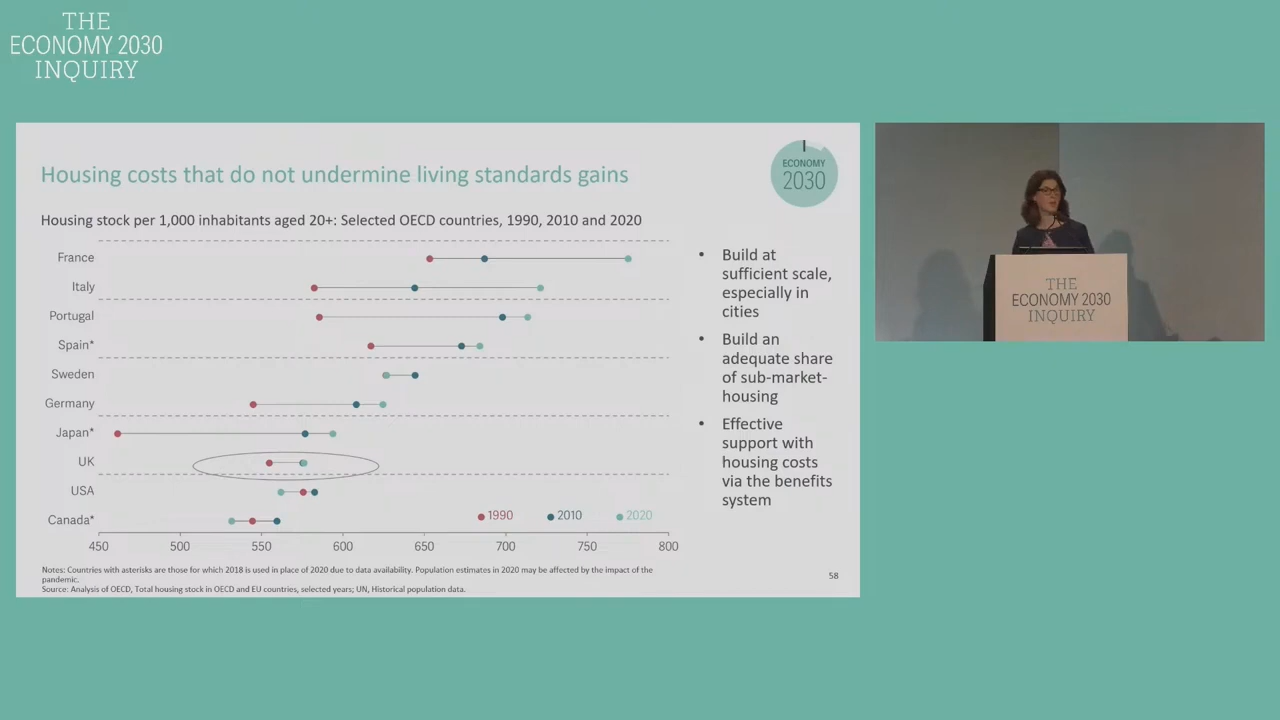 THE
ECONOMY 2030
INQUIRY
Housing costs that do not undermine living standards gains
ECONOMY
2030
Housing stock per 1,000 inhabitants aged 20+: Selected OECD countries, 1990, 2010 and 2020
France
Italy
Portugal
Spain*
Sweden
Germany
Japan*
UK
USA
Canada*
1990
2010
2020
450
500
550
600
650
700
750
800
• Build at
sufficient scale,
especially in
cities
• Build an
adequate share
of sub-market-
housing
• Effective
support with
housing costs
via the benefits
system
Notes: Countries with asterisks are those for which 2018 is used in place of 2020 due to data availability. Population estimates in 2020 may be affected by the impact of the
pandemic.
Source: Analysis of OECD, Total housing stock in OECD and EU countries, selected years; UN, Historical population data.
58
THE
ECONOMY 2030
INQUIRY